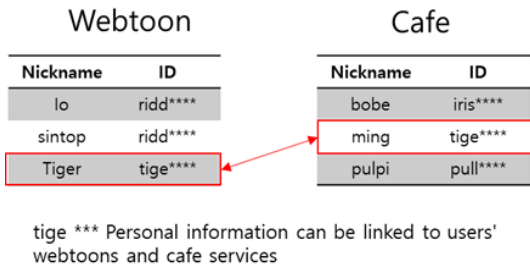 Webtoon
Cafe
Nickname ID
lo ridd****
sintop ridd****
Tiger tige****
Nickname ID
bobe iris****
ming tige****
pulpi pull****
tige *** Personal information can be linked to users'
webtoons and cafe services